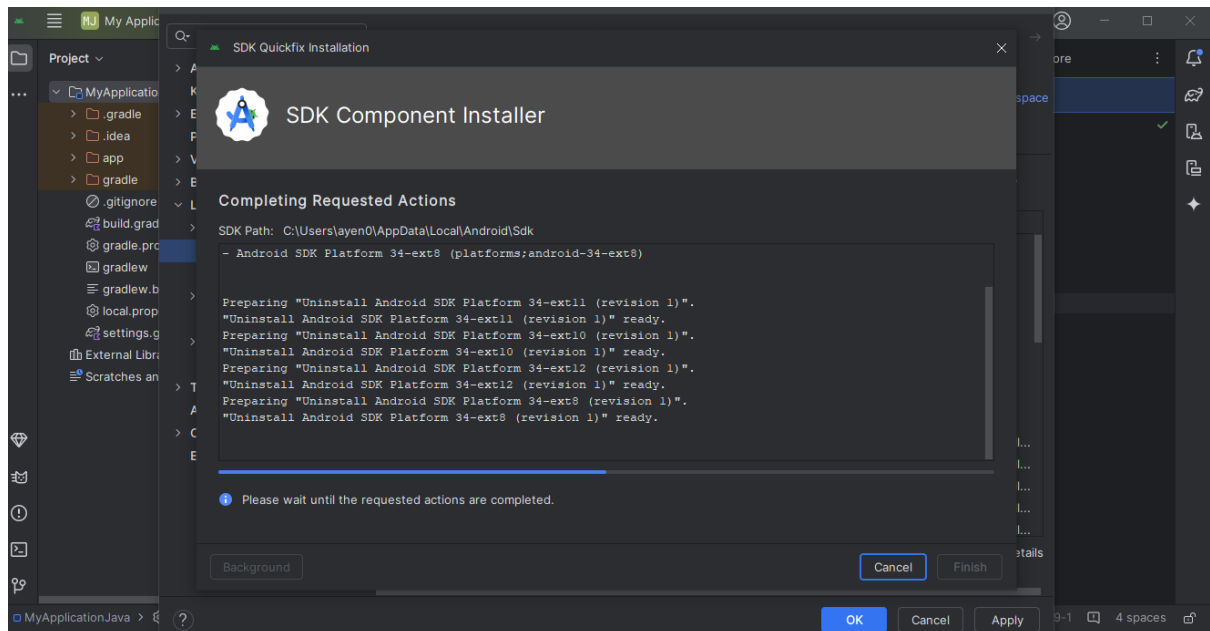 MJ My Applic
Project
MyApplicatio
.gradle
.idea
app
gradle
.gitignore
build.grad
gradle.pro
gradlew
gradlew.b
local.prop
settings.g
External Libra
Scratches an
SDK Quickfix Installation
SDK Component Installer
Completing Requested Actions
SDK Path: C:\Users\ayen0\AppData\Local\Android\Sdk
- Android SDK Platform 34-ext8 (platforms;android-34-ext8)
Preparing "Uninstall Android SDK Platform 34-ext11 (revision 1)".
"Uninstall Android SDK Platform 34-ext11 (revision 1)" ready.
Preparing "Uninstall Android SDK Platform 34-ext10 (revision 1)".
"Uninstall Android SDK Platform 34-ext10 (revision 1)" ready.
Preparing "Uninstall Android SDK Platform 34-ext12 (revision 1)".
"Uninstall Android SDK Platform 34-ext12 (revision 1)" ready.
Preparing "Uninstall Android SDK Platform 34-ext8 (revision 1)".
"Uninstall Android SDK Platform 34-ext8 (revision 1)" ready.
Please wait until the requested actions are completed.
Background Cancel Finish
ore
space
etails
OK Cancel Apply
MyApplicationJava
9-1 4 spaces